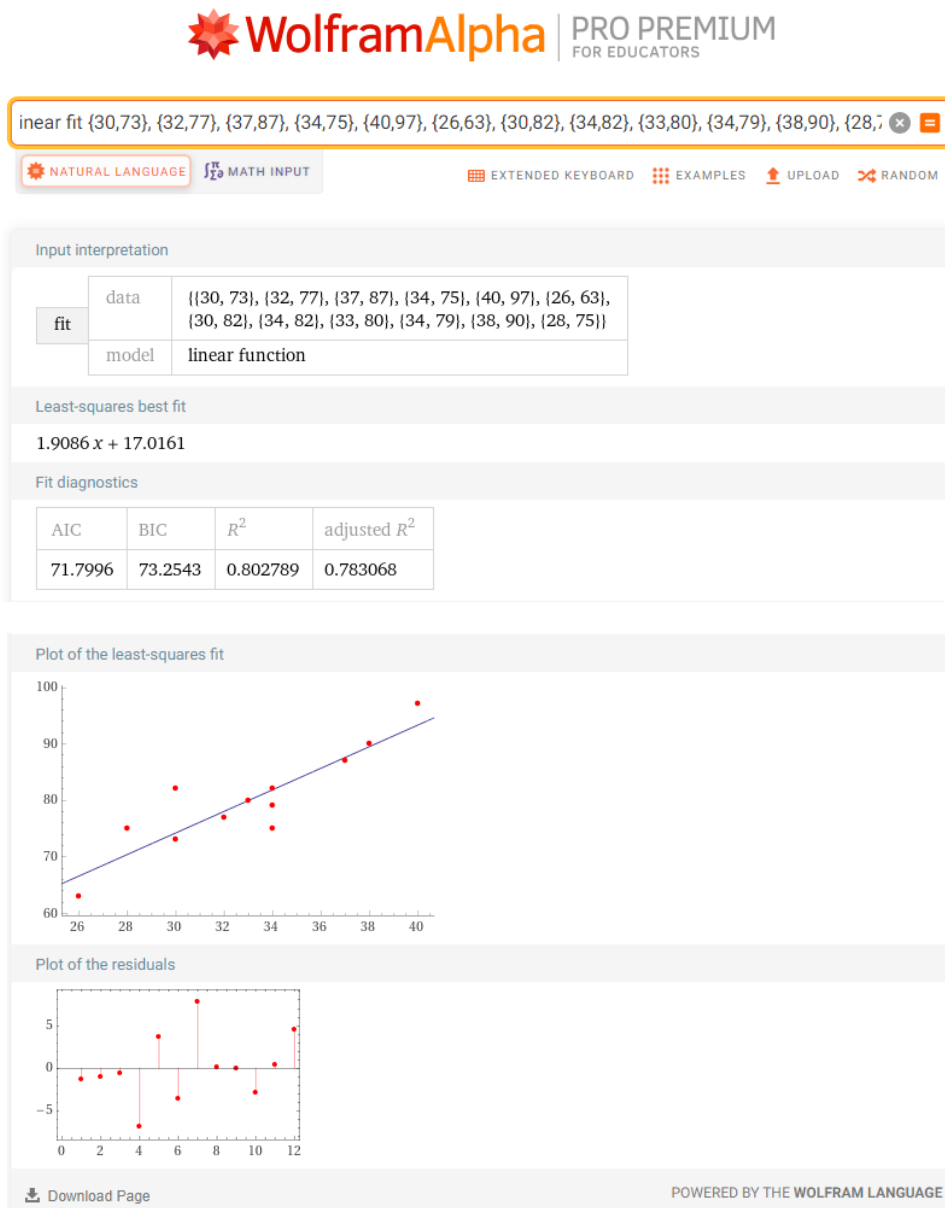 WolframAlpha PRO PREMIUM
FOR EDUCATORS
inear fit {30,73}, {32,77}, {37,87}, {34,75}, {40,97}, {26,63}, {30,82}, {34,82}, {33,80}, {34,79}, {38,90}, {28,
NATURAL LANGUAGE MATH INPUT EXTENDED KEYBOARD EXAMPLES UPLOAD RANDOM
Input interpretation
fit
data {{30, 73}, {32, 77}, {37, 87}, {34, 75}, {40, 97}, {26, 63},
{30, 82}, {34, 82}, {33, 80}, {34, 79}, {38, 90}, {28, 75}}
model linear function
Least-squares best fit
1.9086 x + 17.0161
Fit diagnostics
AIC BIC R² adjusted R²
71.7996 73.2543 0.802789 0.783068
Plot of the least-squares fit
100
90
80
70
60
26 28 30 32 34 36 38 40
Plot of the residuals
5
0
−5
0 2 4 6 8 10 12
Download Page POWERED BY THE WOLFRAM LANGUAGE